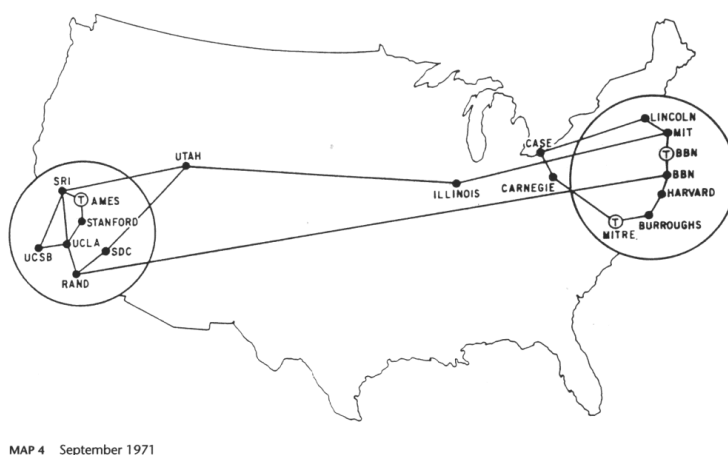 LINCOLN
MIT
CASE
T BBN
UTAH
BBN
SRI
ILLINOIS
CARNEGIE
HARVARD
T AMES
STANFORD
BURROUGHS
T
MITRE
UCLA
SDC
UCSB
RAND
MAP 4 September 1971